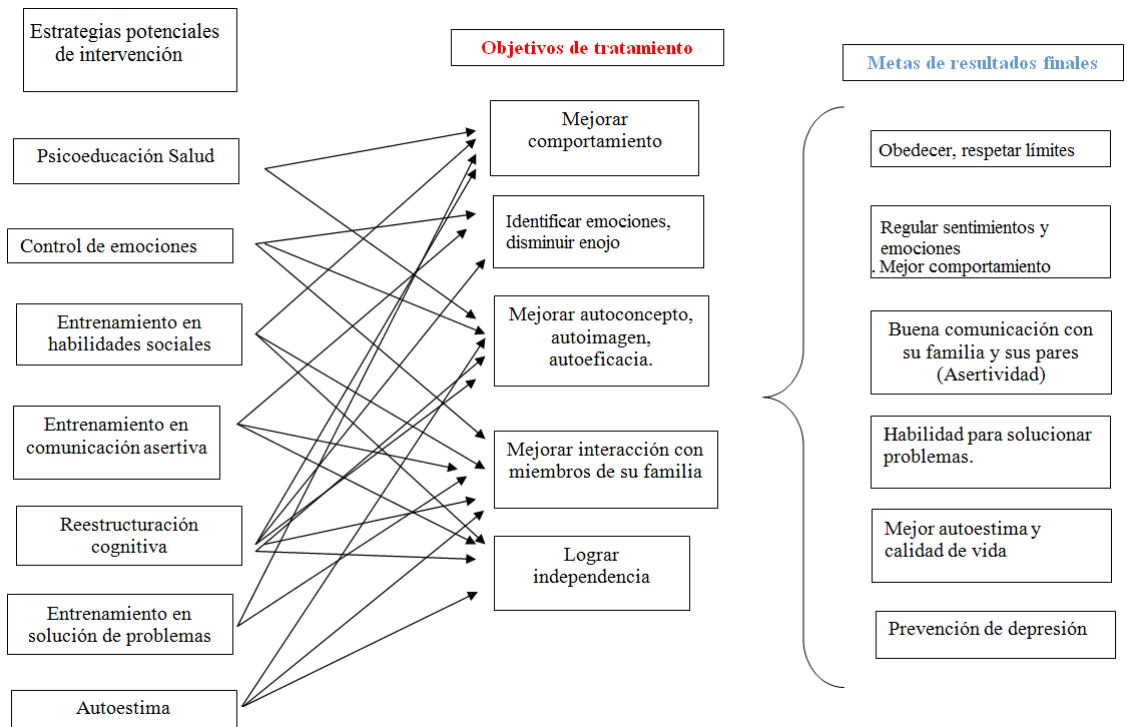 Estrategias potenciales
de intervención
Psicoeducación Salud
Control de emociones
Entrenamiento en
habilidades sociales
Entrenamiento en
comunicación asertiva
Reestructuración
cognitiva
Entrenamiento en
solución de problemas
Autoestima
Objetivos de tratamiento
Mejorar
comportamiento
Identificar emociones,
disminuir enojo
Mejorar autoconcepto,
autoimagen,
autoeficacia.
Mejorar interacción con
miembros de su familia
Lograr
independencia
Metas de resultados finales
Obedecer, respetar límites
Regular sentimientos y
emociones
. Mejor comportamiento
Buena comunicación con
su familia y sus pares
(Asertividad)
Habilidad para solucionar
problemas.
Mejor autoestima y
calidad de vida
Prevención de depresión